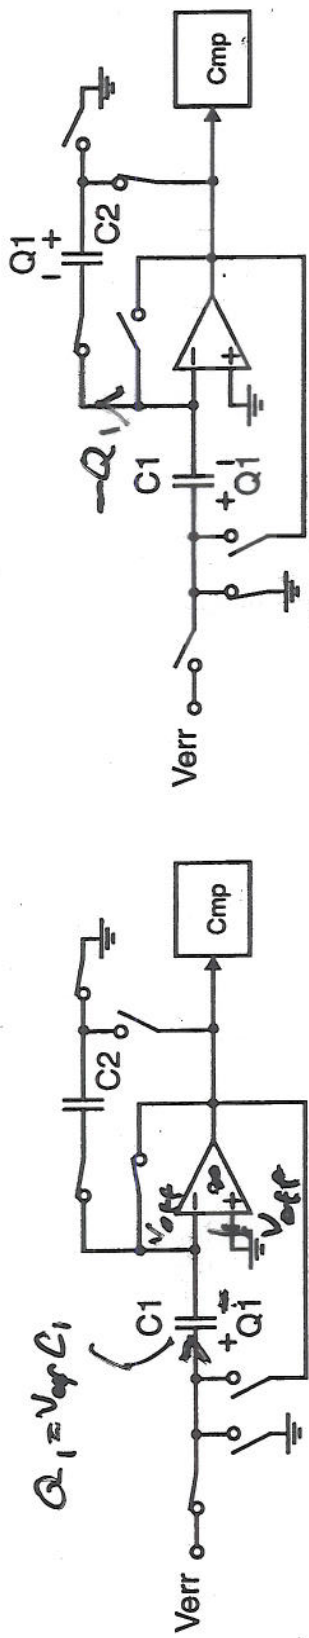 Verr
C1
+
−
Q1
−
+
−Q₁
Q1
−
+
C2
Cmp
Q₁ = Voff C₁
Verr
C1
+
Q1
Voff
−
∞
+
Voff
C2
Cmp